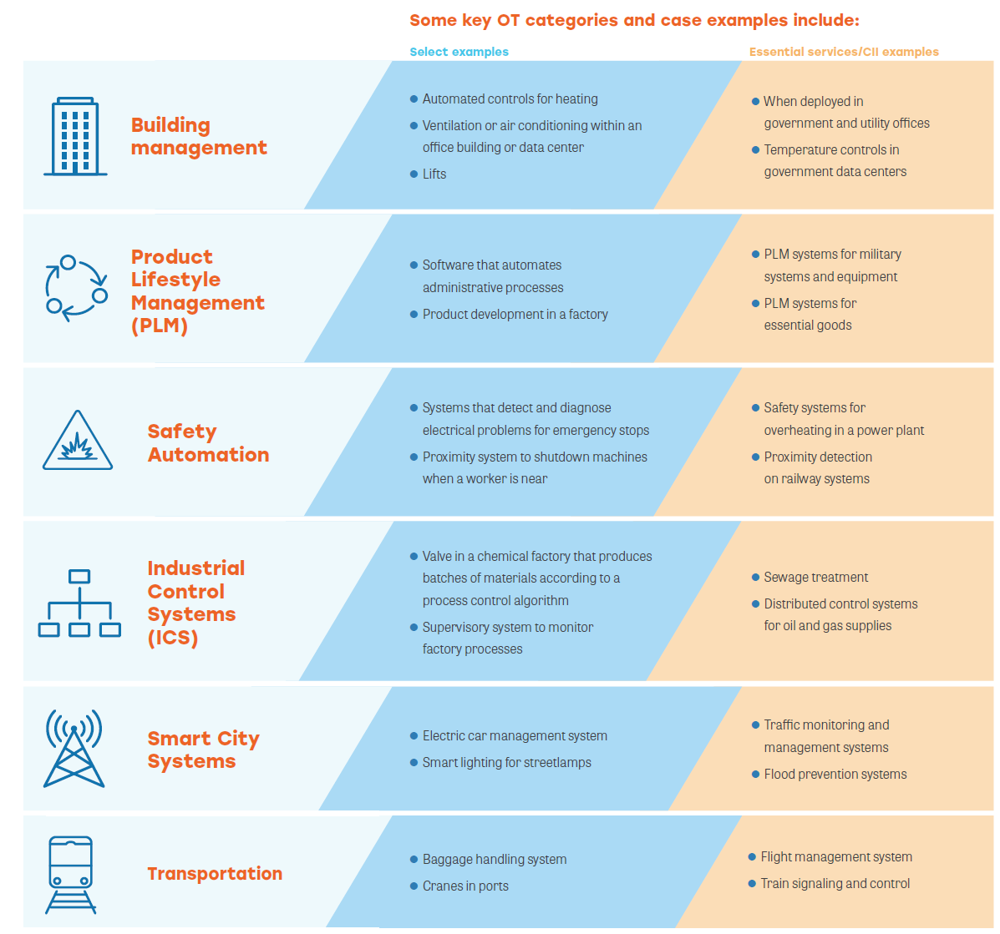 Some key OT categories and case examples include:
Select examples
Essential services/CII examples
Building
management
● Automated controls for heating
● Ventilation or air conditioning within an
office building or data center
● Lifts
● When deployed in
government and utility offices
● Temperature controls in
government data centers
Product
Lifestyle
Management
(PLM)
● Software that automates
administrative processes
● Product development in a factory
● PLM systems for military
systems and equipment
● PLM systems for
essential goods
Safety
Automation
● Systems that detect and diagnose
electrical problems for emergency stops
● Proximity system to shutdown machines
when a worker is near
● Safety systems for
overheating in a power plant
● Proximity detection
on railway systems
Industrial
Control
Systems
(ICS)
● Valve in a chemical factory that produces
batches of materials according to a
process control algorithm
● Supervisory system to monitor
factory processes
● Sewage treatment
● Distributed control systems
for oil and gas supplies
Smart City
Systems
● Electric car management system
● Smart lighting for streetlamps
● Traffic monitoring and
management systems
● Flood prevention systems
Transportation
● Baggage handling system
● Cranes in ports
● Flight management system
● Train signaling and control